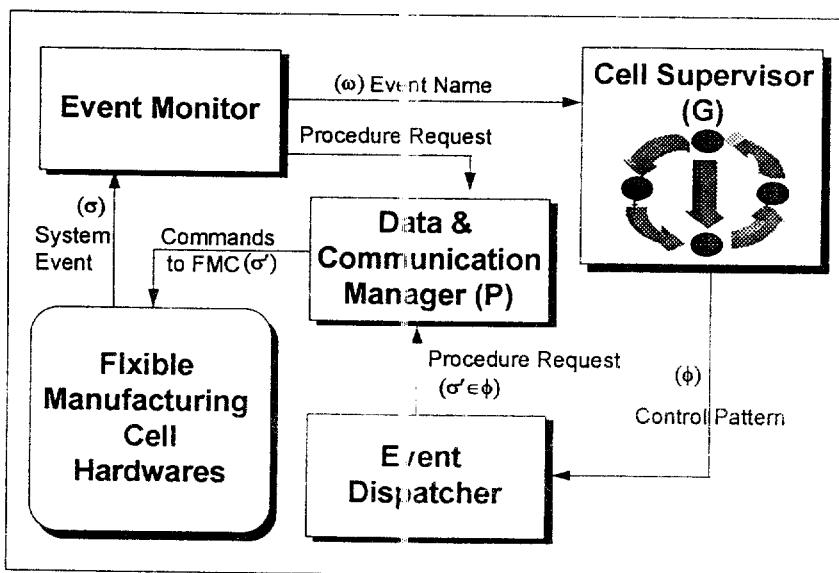 Event Monitor
(ω) Event Name
Procedure Request
Cell Supervisor
(G)
(σ)
System
Event
Commands
to FMC (σ')
Data &
Communication
Manager (P)
Flxible
Manufacturing
Cell
Hardwares
Procedure Request
(σ'∈ϕ)
(ϕ)
Control Pattern
Event
Dispatcher